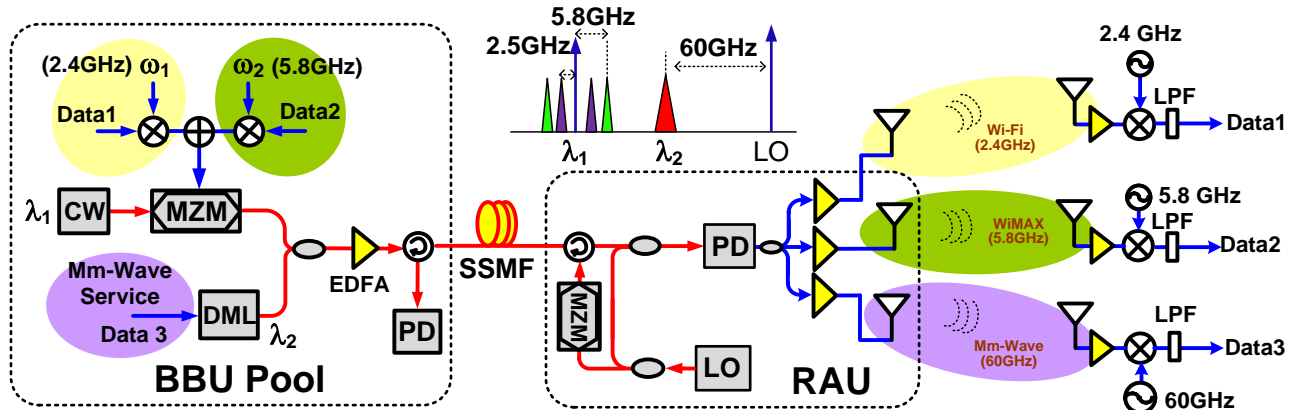 (2.4GHz) ω1
ω2 (5.8GHz)
Data1
Data2
λ1
CW
MZM
Mm-Wave
Service
Data 3
DML
λ2
EDFA
PD
BBU Pool
SSMF
5.8GHz
2.5GHz
60GHz
λ1
λ2
LO
PD
MZM
LO
RAU
Wi-Fi
(2.4GHz)
2.4 GHz
LPF
Data1
WiMAX
(5.8GHz)
5.8 GHz
LPF
Data2
Mm-Wave
(60GHz)
LPF
Data3
60GHz